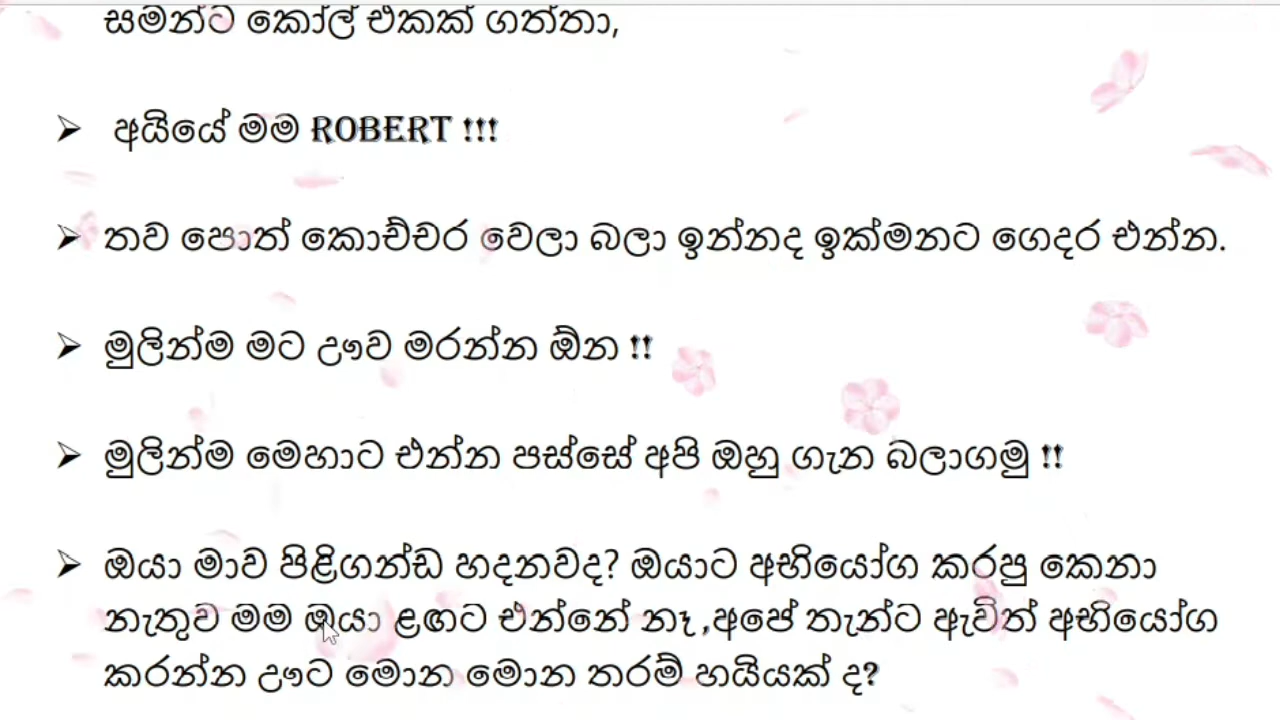 සමන්ට කෝල් එකක් ගත්තා,
➢ අයියේ මම ROBERT !!!
➢ තව පොත් කොච්චර වෙලා බලා ඉන්නද ඉක්මනට ගෙදර එන්න.
➢ මුලින්ම මට ඌව මරන්න ඕන !!
➢ මුලින්ම මෙහාට එන්න පස්සේ අපි ඔහු ගැන බලාගමු !!
➢ ඔයා මාව පිළිගන්ඩ හදනවද? ඔයාට අභියෝග කරපු කෙනා
නැතුව මම ඔයා ළඟට එන්නේ නෑ ,අපේ තැන්ට ඇවිත් අභියෝග
කරන්න ඌට මොන මොන තරම් හයියක් ද?